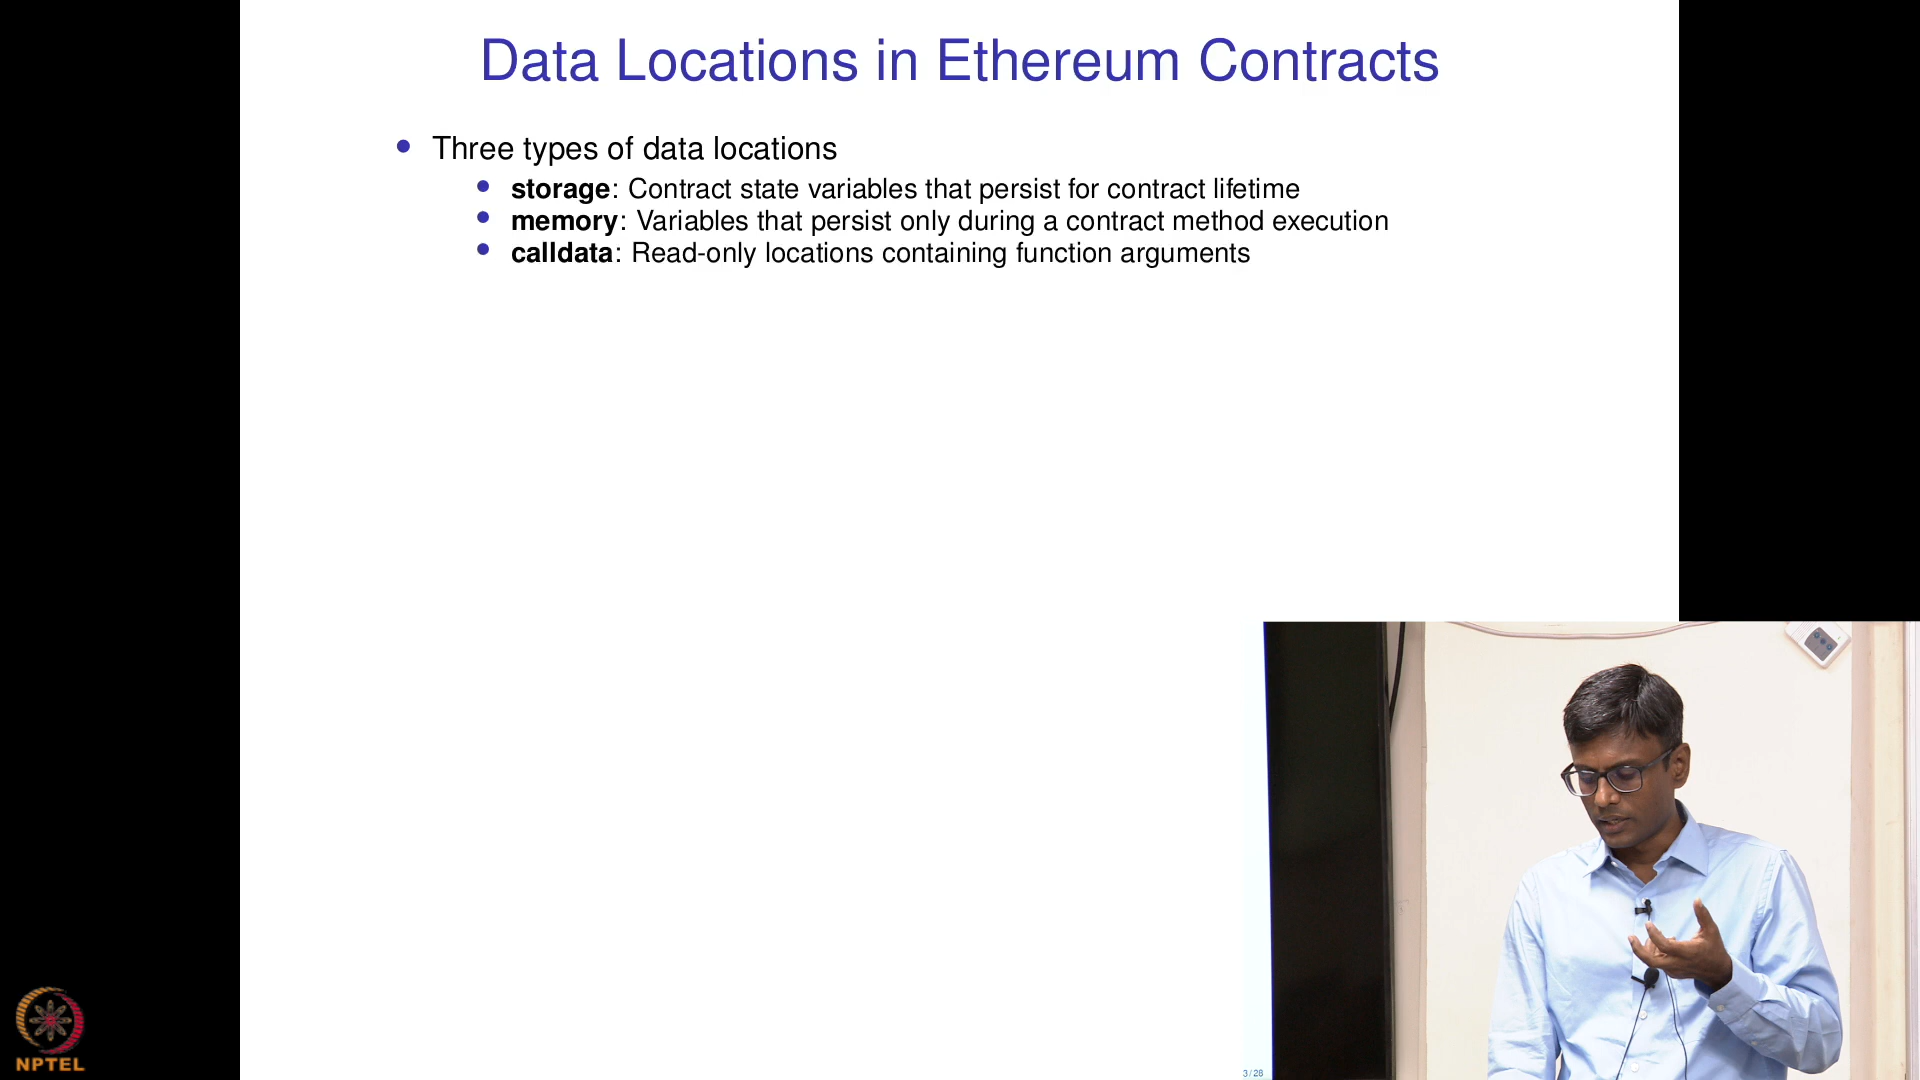 Data Locations in Ethereum Contracts
Three types of data locations
storage: Contract state variables that persist for contract lifetime
memory: Variables that persist only during a contract method execution
calldata: Read-only locations containing function arguments
3/28
NPTEL